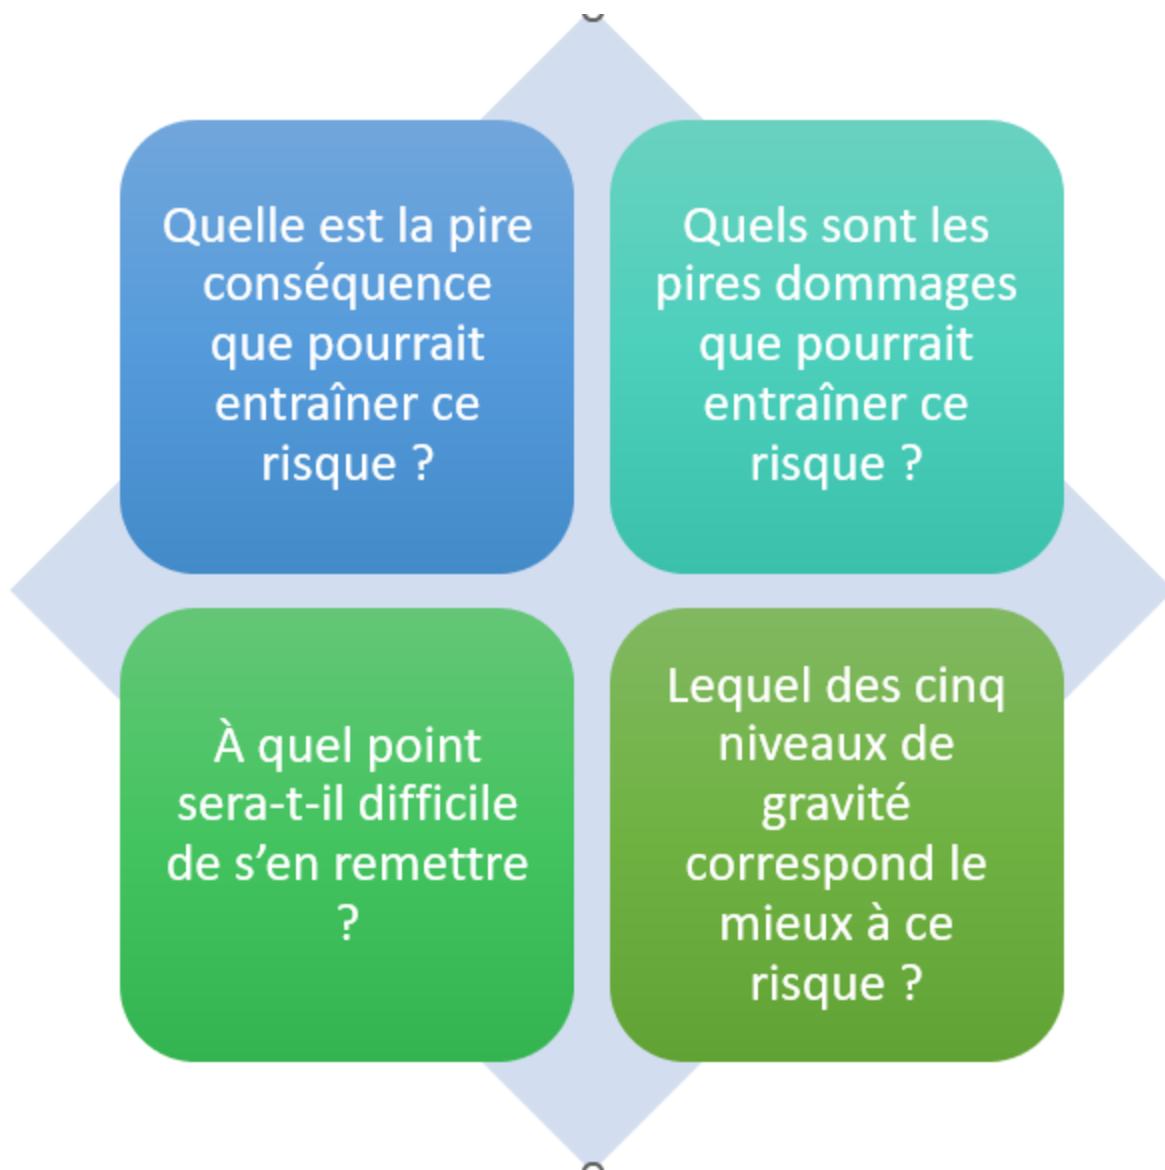 Quelle est la pire
conséquence
que pourrait
entraîner ce
risque ?
Quels sont les
pires dommages
que pourrait
entraîner ce
risque ?
À quel point
sera-t-il difficile
de s’en remettre
?
Lequel des cinq
niveaux de
gravité
correspond le
mieux à ce
risque ?